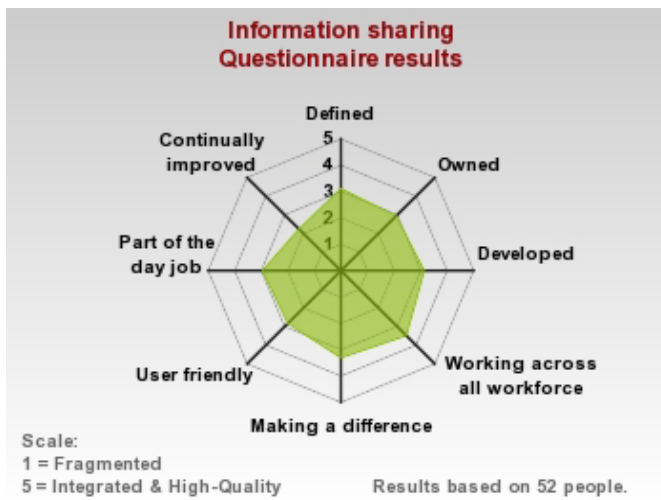 Information sharing
Questionnaire results
Defined
Continually
improved
Owned
5
4
3
2
1
Part of the
day job
Developed
User friendly
Working across
all workforce
Making a difference
Scale:
1 = Fragmented
5 = Integrated & High-Quality
Results based on 52 people.